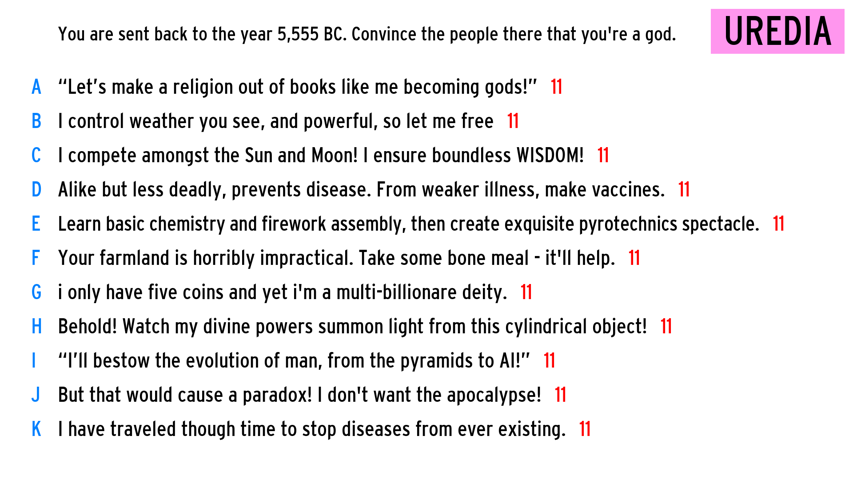 You are sent back to the year 5,555 BC. Convince the people there that you're a god.
UREDIA
A “Let’s make a religion out of books like me becoming gods!” 11
B I control weather you see, and powerful, so let me free 11
C I compete amongst the Sun and Moon! I ensure boundless WISDOM! 11
D Alike but less deadly, prevents disease. From weaker illness, make vaccines. 11
E Learn basic chemistry and firework assembly, then create exquisite pyrotechnics spectacle. 11
F Your farmland is horribly impractical. Take some bone meal - it'll help. 11
G i only have five coins and yet i'm a multi-billionare deity. 11
H Behold! Watch my divine powers summon light from this cylindrical object! 11
I “I’ll bestow the evolution of man, from the pyramids to AI!” 11
J But that would cause a paradox! I don't want the apocalypse! 11
K I have traveled though time to stop diseases from ever existing. 11